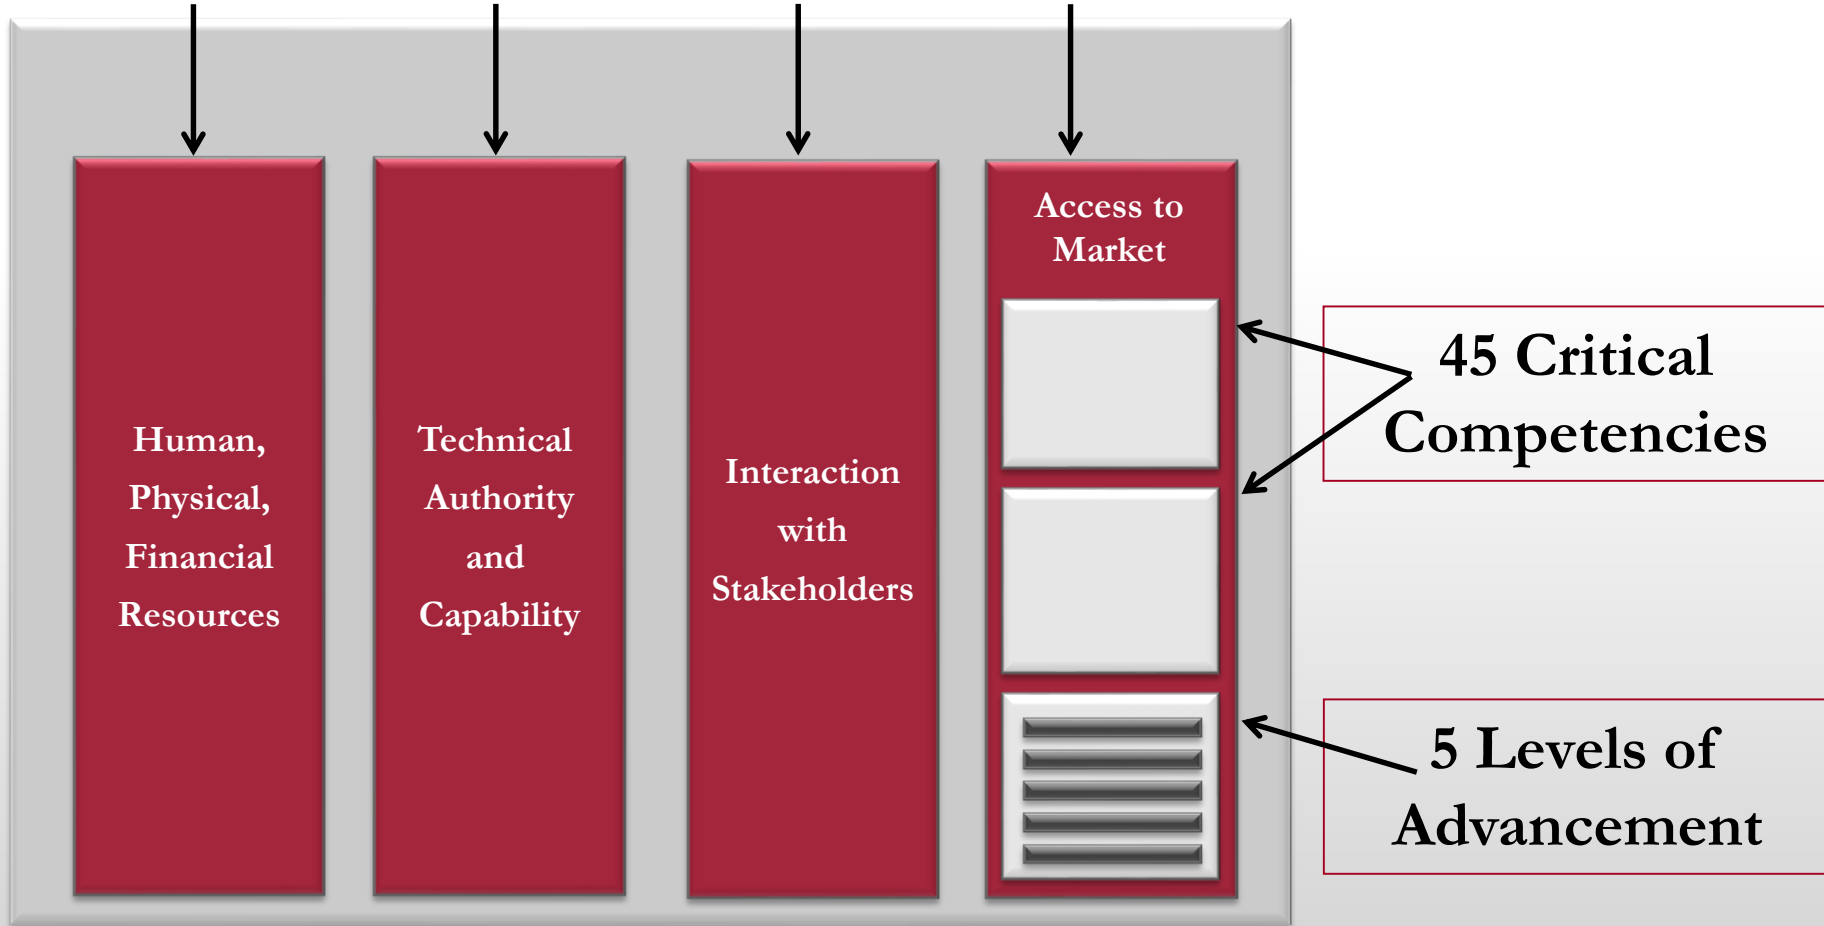 Human,
Physical,
Financial
Resources
Technical
Authority
and
Capability
Interaction
with
Stakeholders
Access to
Market
45 Critical
Competencies
5 Levels of
Advancement